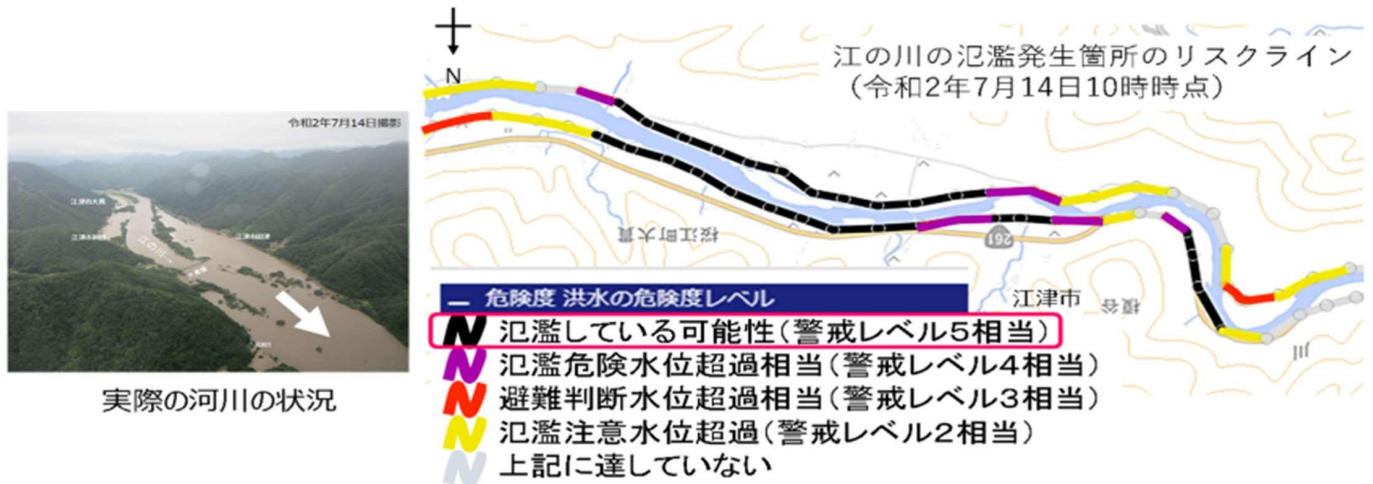 令和2年7月14日撮影
江の川
実際の河川の状況
N
江の川の氾濫発生箇所のリスクライン
(令和2年7月14日10時時点)
桜江町大貫
261
江津市
榎谷
川
危険度 洪水の危険度レベル
氾濫している可能性(警戒レベル5相当)
氾濫危険水位超過相当(警戒レベル4相当)
避難判断水位超過相当(警戒レベル3相当)
氾濫注意水位超過(警戒レベル2相当)
上記に達していない